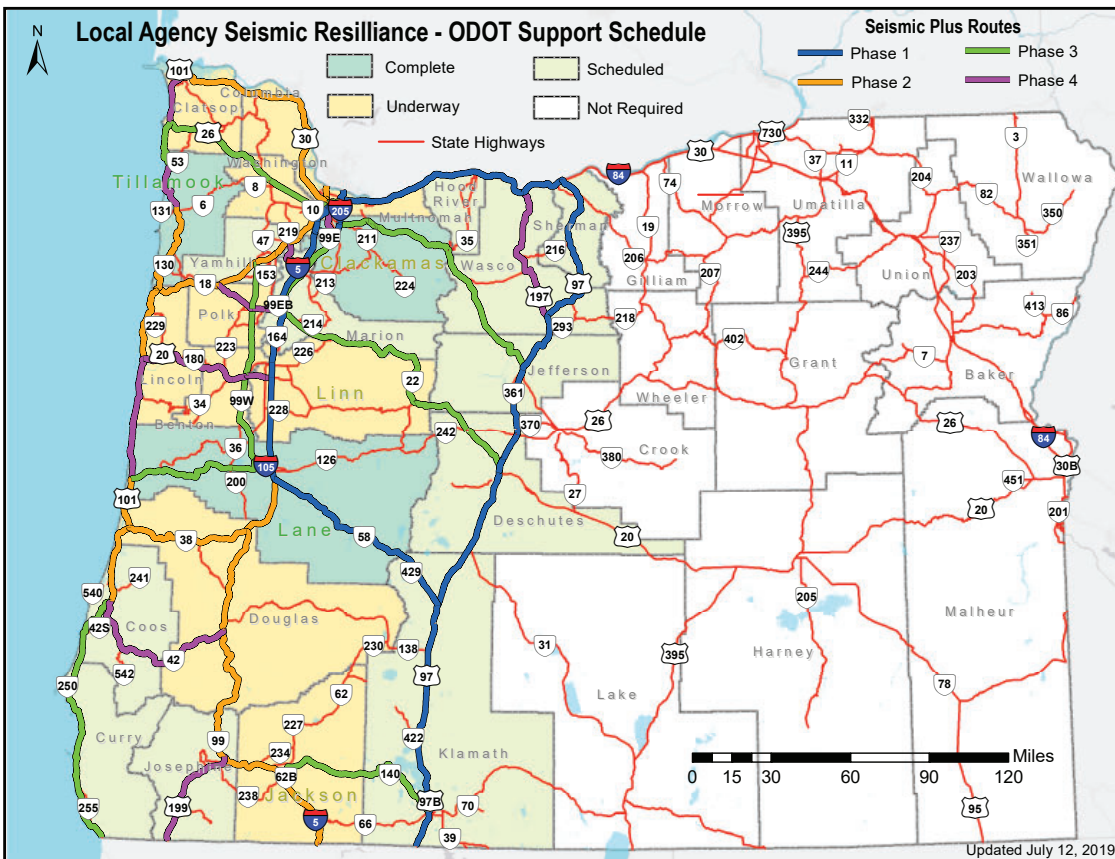 N
Local Agency Seismic Resilliance - ODOT Support Schedule
Complete
Scheduled
Underway
Not Required
State Highways
Seismic Plus Routes
Phase 1
Phase 3
Phase 2
Phase 4
101
Clatsop
Columbia
26
30
53
Washington
Tillamook
8
6
131
10
205
Multnomah
Hood
River
84
30
730
332
3
37
11
204
Wallowa
82
74
Morrow
Umatilla
350
351
47
219
99E
211
35
Sherman
216
19
395
237
Yamhill
5
Clackamas
Wasco
206
130
153
213
224
197
97
Gilliam
207
244
Union
203
18
99EB
214
Marion
293
218
413
86
Polk
164
229
20
180
223
226
Jefferson
402
7
Lincoln
22
Grant
Baker
34
99W
Linn
361
Wheeler
Benton
228
242
370
26
26
84
36
126
380
Crook
30B
105
101
200
27
451
20
201
Lane
Deschutes
38
58
20
429
241
540
205
Malheur
42S
Coos
Douglas
230
138
42
31
395
Harney
542
97
62
250
Lake
78
227
422
Klamath
Curry
99
234
Josephine
62B
140
Miles
0 15 30 60 90 120
238
Jackson
97B
70
199
255
5
66
39
95
Updated July 12, 2019